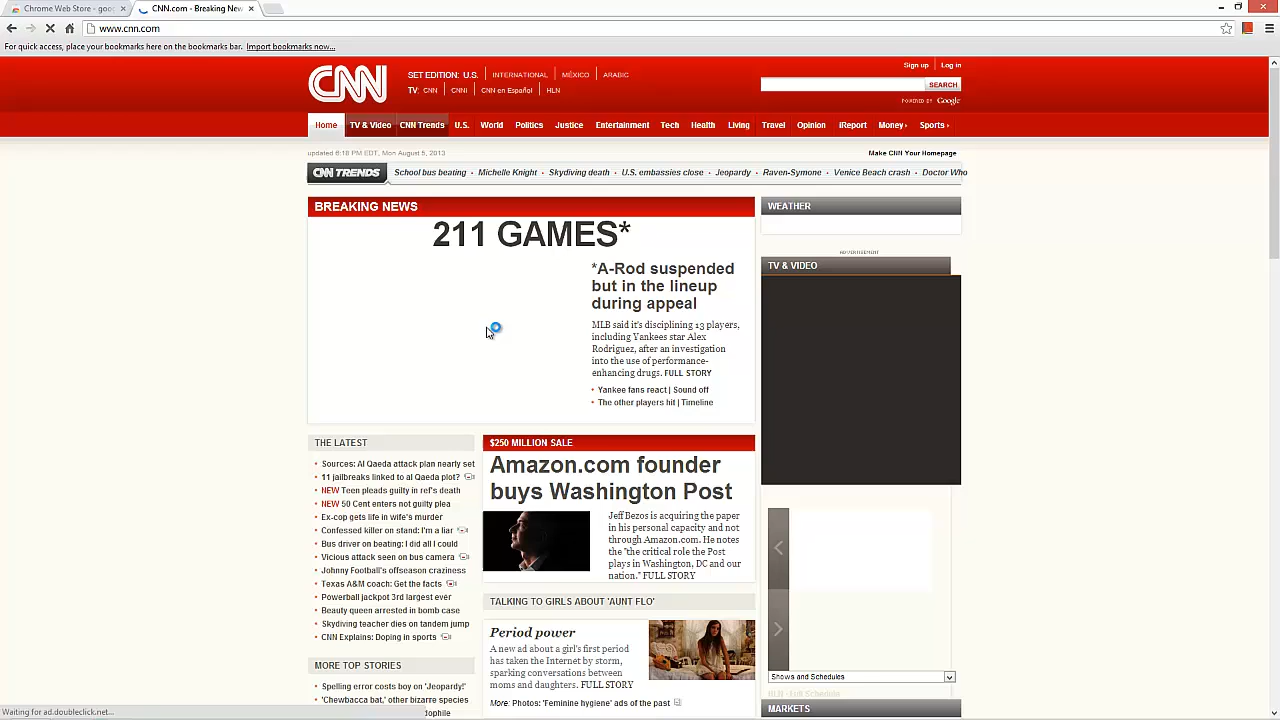 Chrome Web Store - goo
CNN.com - Breaking New
www.cnn.com
For quick access, place your bookmarks here on the bookmarks bar. Import bookmarks now...
CNN
SET EDITION: U.S. INTERNATIONAL MÉXICO ARABIC
TV: CNN CNNi CNN en Español HLN
Sign up Log in
SEARCH
POWERED BY Google
Home TV & Video CNN Trends U.S. World Politics Justice Entertainment Tech Health Living Travel Opinion iReport Money Sports
updated 6:18 PM EDT, Mon August 5, 2013
Make CNN Your Homepage
CNN TRENDS School bus beating · Michelle Knight · Skydiving death · U.S. embassies close · Jeopardy · Raven-Symone · Venice Beach crash · Doctor Who
BREAKING NEWS
211 GAMES*
*A-Rod suspended
but in the lineup
during appeal
MLB said it's disciplining 13 players,
including Yankees star Alex
Rodriguez, after an investigation
into the use of performance-
enhancing drugs. FULL STORY
Yankee fans react | Sound off
The other players hit | Timeline
THE LATEST
Sources: Al Qaeda attack plan nearly set
11 jailbreaks linked to al Qaeda plot?
NEW Teen pleads guilty in ref's death
NEW 50 Cent enters not guilty plea
Ex-cop gets life in wife's murder
Confessed killer on stand: I'm a liar
Bus driver on beating: I did all I could
Vicious attack seen on bus camera
Johnny Football's offseason craziness
Texas A&M coach: Get the facts
Powerball jackpot 3rd largest ever
Beauty queen arrested in bomb case
Skydiving teacher dies on tandem jump
CNN Explains: Doping in sports
MORE TOP STORIES
Spelling error costs boy on 'Jeopardy!'
'Chewbacca bat,' other bizarre species
dophile
$250 MILLION SALE
Amazon.com founder
buys Washington Post
Jeff Bezos is acquiring the paper
in his personal capacity and not
through Amazon.com. He notes
the "the critical role the Post
plays in Washington, DC and our
nation." FULL STORY
TALKING TO GIRLS ABOUT 'AUNT FLO'
Period power
A new ad about a girl's first period
has taken the Internet by storm,
sparking conversations between
moms and daughters. FULL STORY
More: Photos: 'Feminine hygiene' ads of the past
WEATHER
ADVERTISEMENT
TV & VIDEO
Shows and Schedules
HLN - Full Schedule
MARKETS
Waiting for ad.doubleclick.net...